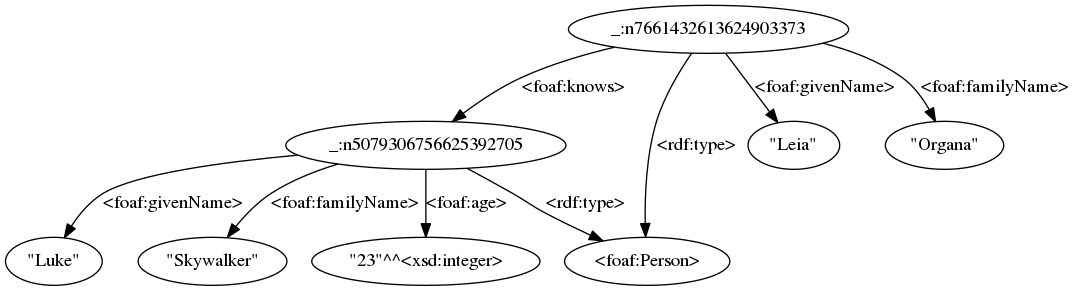 _:n7661432613624903373
<foaf:knows>
<foaf:givenName>
<foaf:familyName>
_:n5079306756625392705
<rdf:type>
"Leia"
"Organa"
<foaf:givenName>
<foaf:familyName>
<foaf:age>
<rdf:type>
"Luke"
"Skywalker"
"23"^^<xsd:integer>
<foaf:Person>